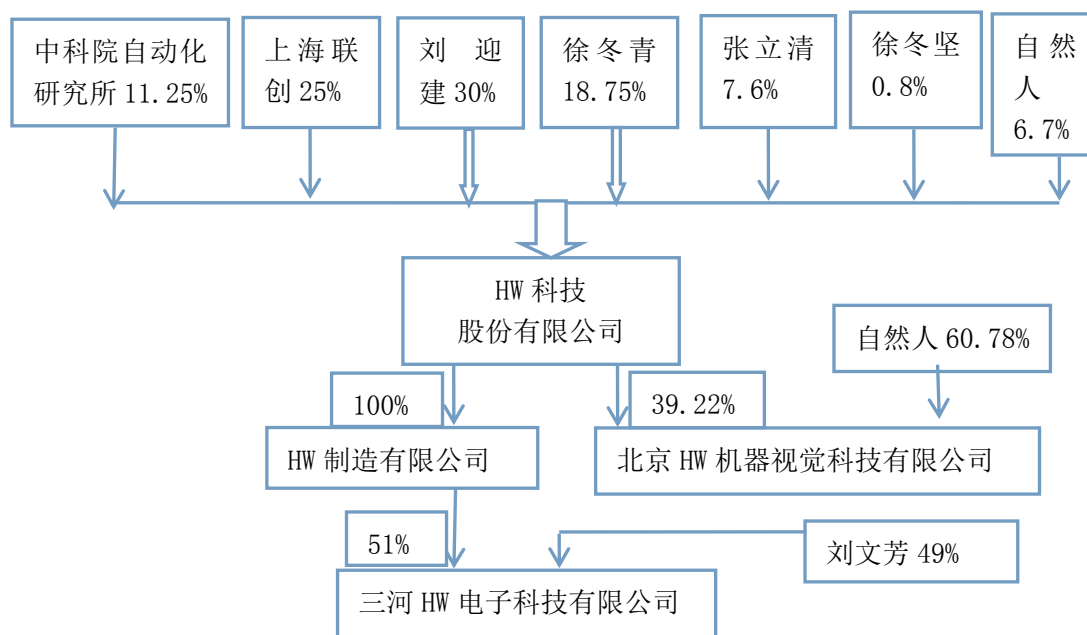 中科院自动化
研究所 11.25%
上海联
创 25%
刘迎
建 30%
徐冬青
18.75%
张立清
7.6%
徐冬坚
0.8%
自然
人
6.7%
HW 科技
股份有限公司
自然人 60.78%
100%
39.22%
HW 制造有限公司
北京 HW 机器视觉科技有限公司
51%
刘文芳 49%
三河 HW 电子科技有限公司